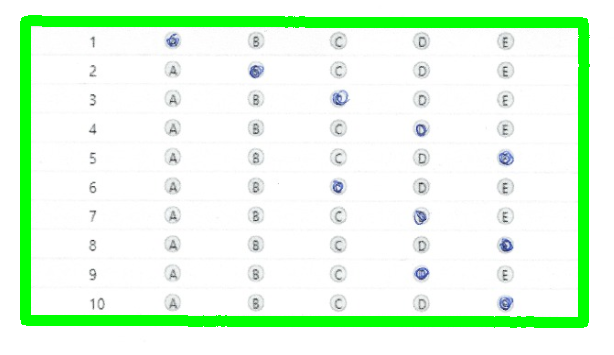 1 B C D E
2 A C D E
3 A B D E
4 A B C E
5 A B C D
6 A B D E
7 A B C E
8 A B C D
9 A B C E
10 A B C D